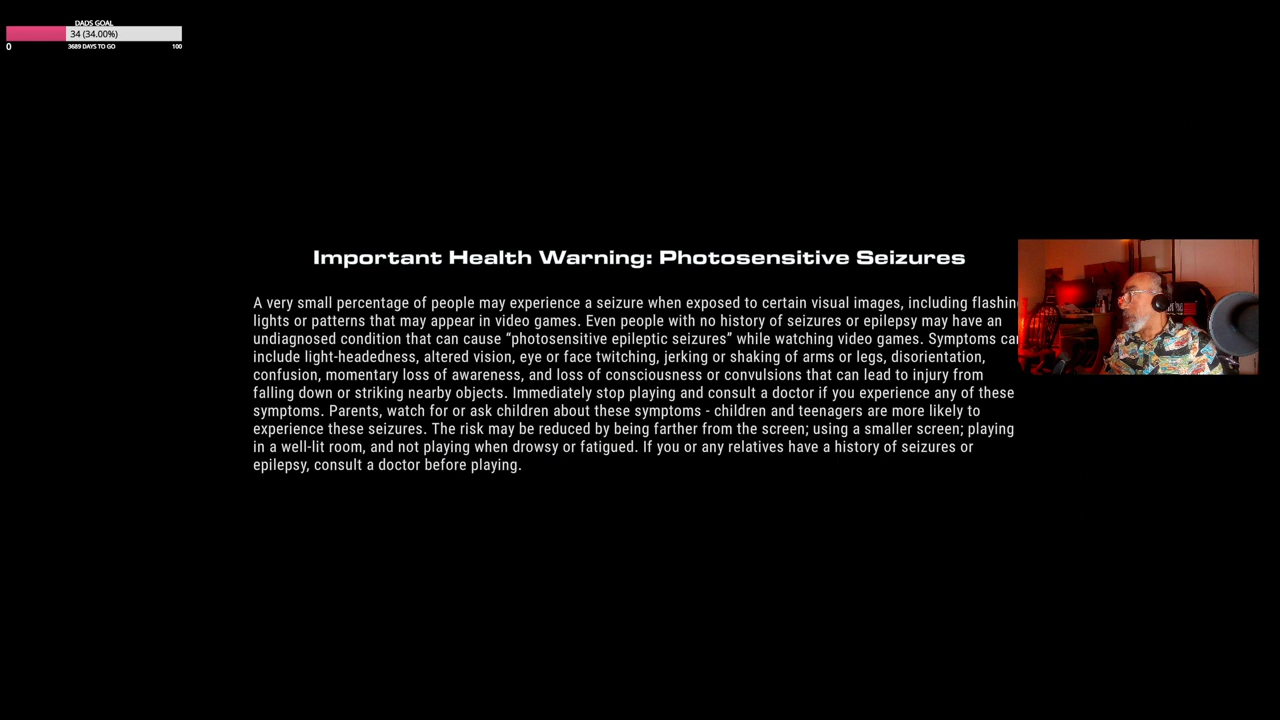 DADS GOAL
34 (34.00%)
0
3689 DAYS TO GO
100
Important Health Warning: Photosensitive Seizures
A very small percentage of people may experience a seizure when exposed to certain visual images, including flashing
lights or patterns that may appear in video games. Even people with no history of seizures or epilepsy may have an
undiagnosed condition that can cause “photosensitive epileptic seizures” while watching video games. Symptoms can
include light-headedness, altered vision, eye or face twitching, jerking or shaking of arms or legs, disorientation,
confusion, momentary loss of awareness, and loss of consciousness or convulsions that can lead to injury from
falling down or striking nearby objects. Immediately stop playing and consult a doctor if you experience any of these
symptoms. Parents, watch for or ask children about these symptoms - children and teenagers are more likely to
experience these seizures. The risk may be reduced by being farther from the screen; using a smaller screen; playing
in a well-lit room, and not playing when drowsy or fatigued. If you or any relatives have a history of seizures or
epilepsy, consult a doctor before playing.